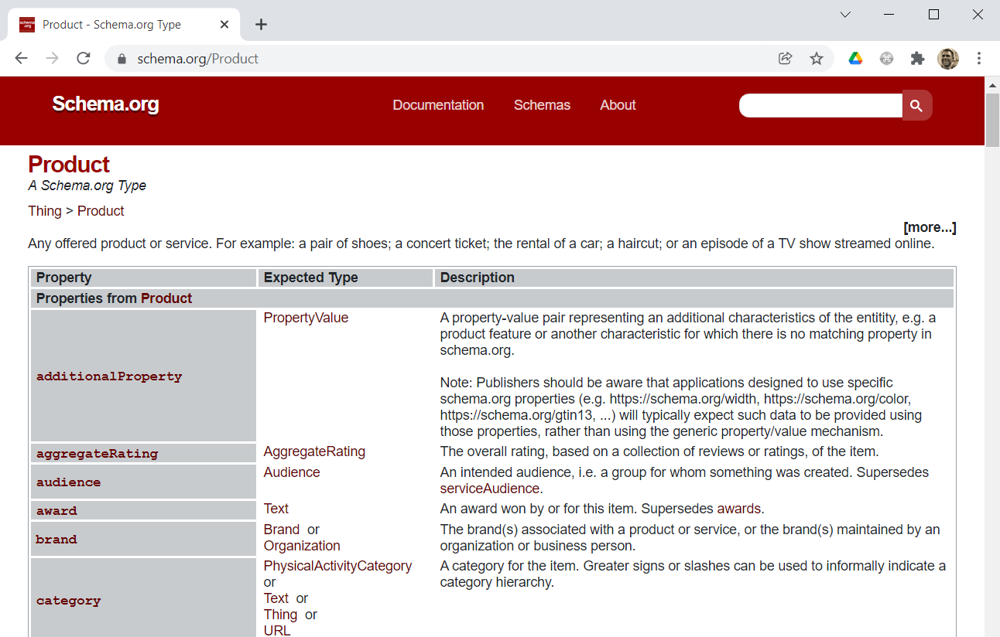 Product - Schema.org Type
schema.org/Product
Schema.org
Documentation Schemas About
Product
A Schema.org Type
Thing > Product
[more...]
Any offered product or service. For example: a pair of shoes; a concert ticket; the rental of a car; a haircut; or an episode of a TV show streamed online.
Property Expected Type Description
Properties from Product
additionalProperty
PropertyValue
A property-value pair representing an additional characteristics of the entitity, e.g. a
product feature or another characteristic for which there is no matching property in
schema.org.
Note: Publishers should be aware that applications designed to use specific
schema.org properties (e.g. https://schema.org/width, https://schema.org/color,
https://schema.org/gtin13, ...) will typically expect such data to be provided using
those properties, rather than using the generic property/value mechanism.
aggregateRating AggregateRating The overall rating, based on a collection of reviews or ratings, of the item.
audience
Audience
An intended audience, i.e. a group for whom something was created. Supersedes
serviceAudience.
award Text An award won by or for this item. Supersedes awards.
brand
Brand or
Organization
The brand(s) associated with a product or service, or the brand(s) maintained by an
organization or business person.
category
PhysicalActivityCategory
or
Text or
Thing or
URL
A category for the item. Greater signs or slashes can be used to informally indicate a
category hierarchy.